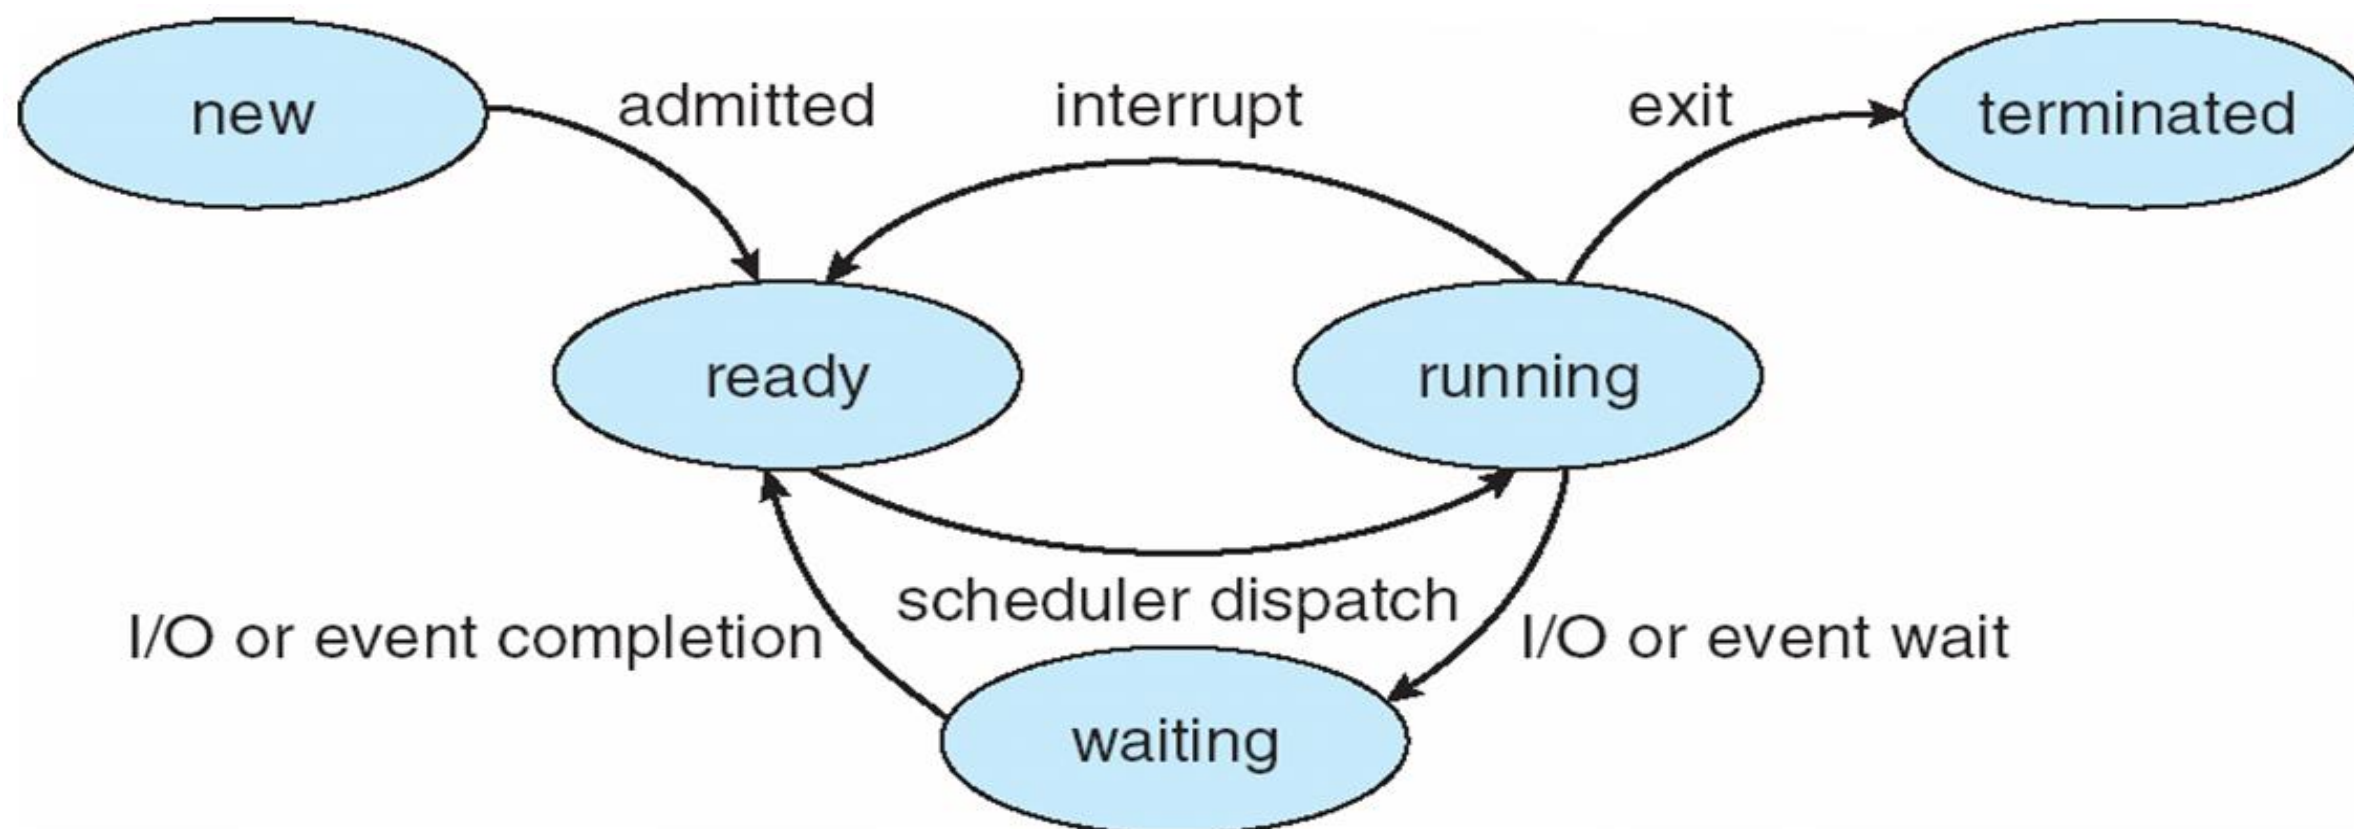 new
admitted
interrupt
exit
terminated
ready
running
scheduler dispatch
I/O or event completion
I/O or event wait
waiting